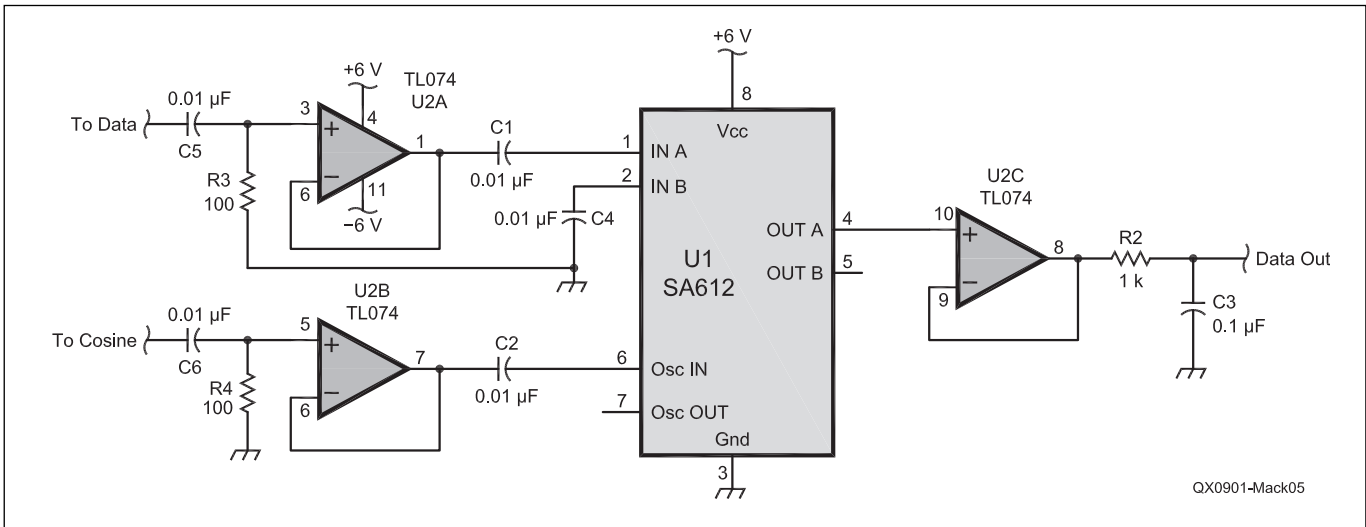 +6 V
+6 V
TL074
U2A
0.01 µF
To Data
C5
3
+
4
1
−
6
11
−6 V
R3
100
C1
0.01 µF
0.01 µF
C4
8
Vcc
1
IN A
2
IN B
U1
SA612
OUT A
4
OUT B
5
6
Osc IN
7
Osc OUT
Gnd
3
U2B
TL074
0.01 µF
To Cosine
C6
5
+
7
−
6
R4
100
C2
0.01 µF
U2C
TL074
10
+
8
−
9
R2
1 k
Data Out
C3
0.1 µF
QX0901-Mack05